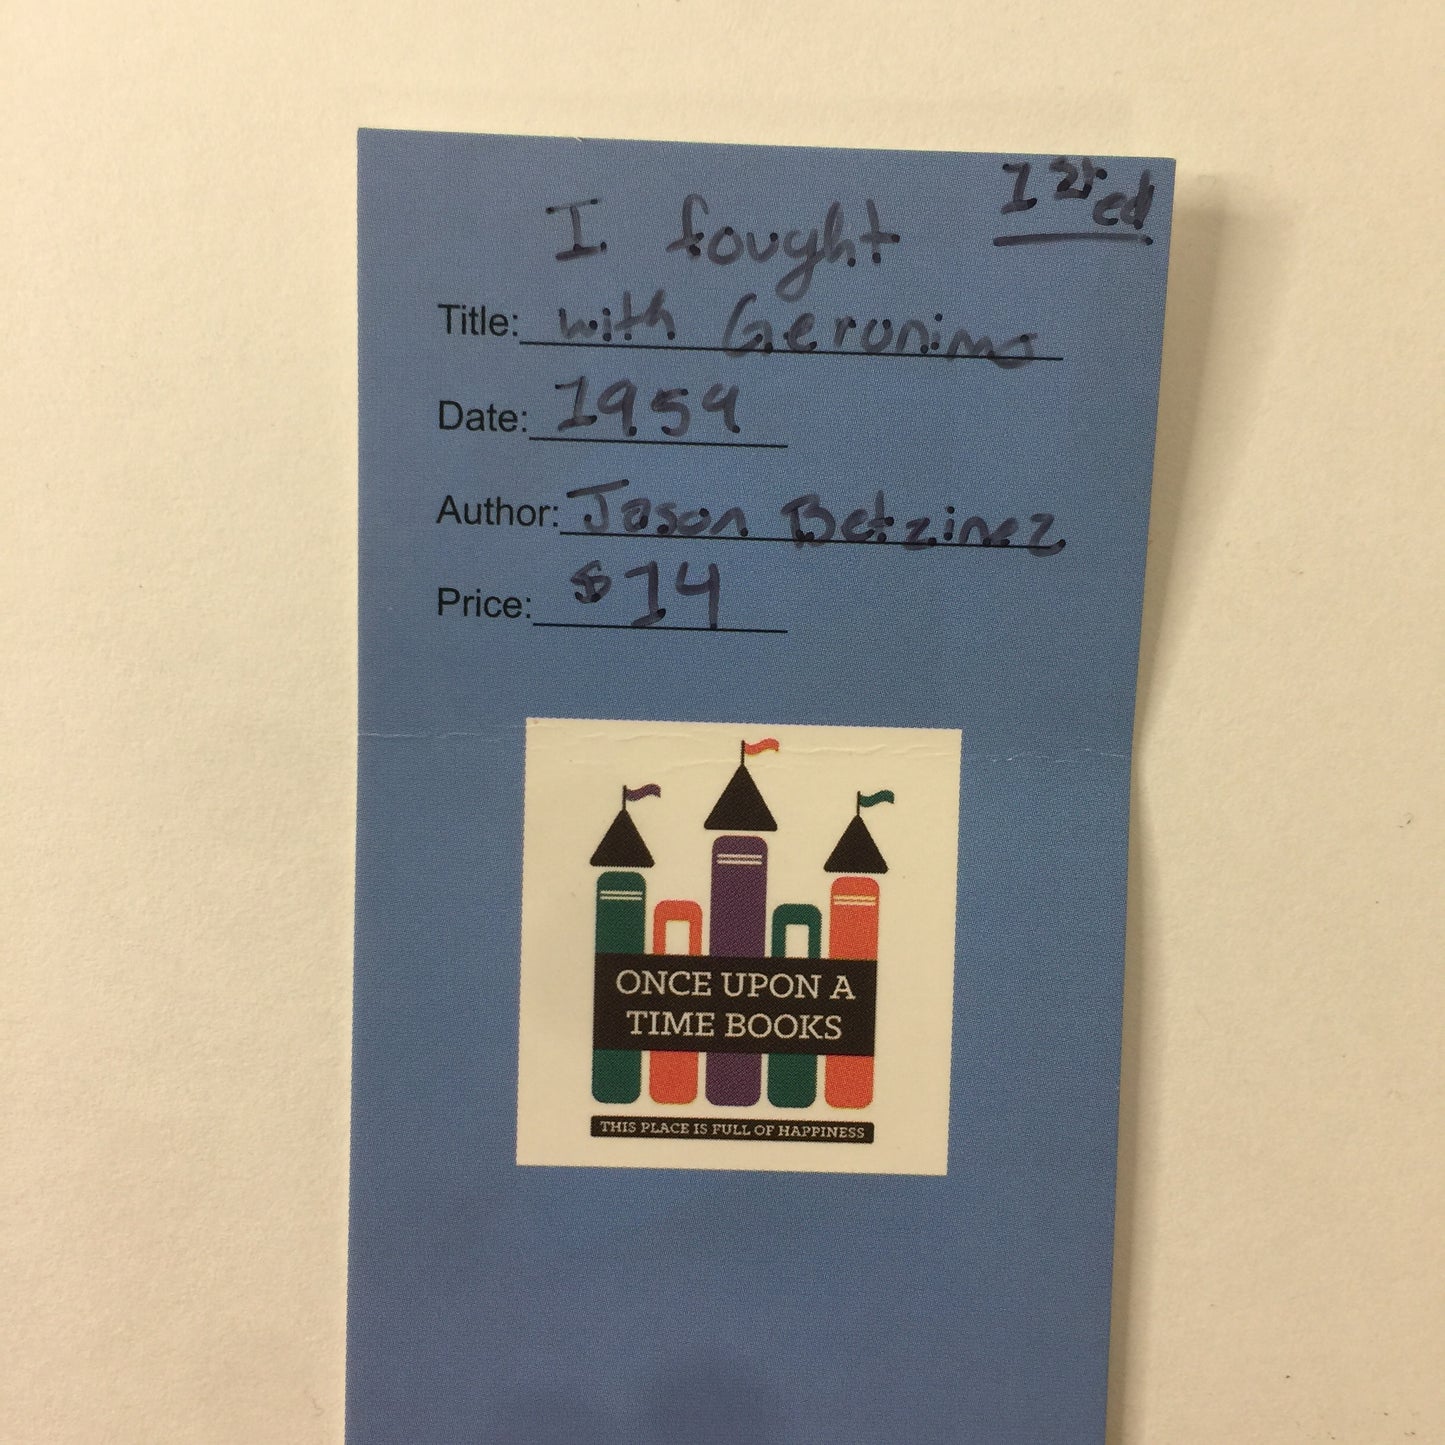 1st ed
I fought
Title: with Geronimo
Date: 1959
Author: Jason Betzinez
Price: $14
ONCE UPON A
TIME BOOKS
THIS PLACE IS FULL OF HAPPINESS